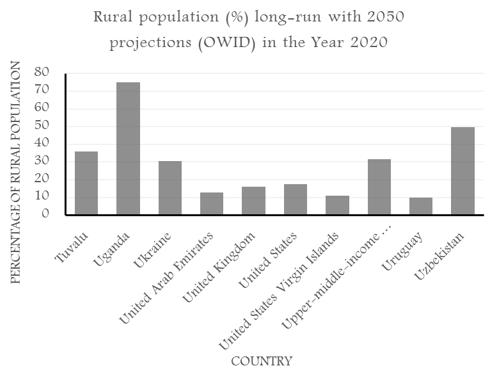 Rural population (%) long-run with 2050
projections (OWID) in the Year 2020
PERCENTAGE OF RURAL POPULATION
80
70
60
50
40
30
20
10
0
Tuvalu
Uganda
Ukraine
United Arab Emirates
United Kingdom
United States
United States Virgin Islands
Upper-middle-income ...
Uruguay
Uzbekistan
COUNTRY